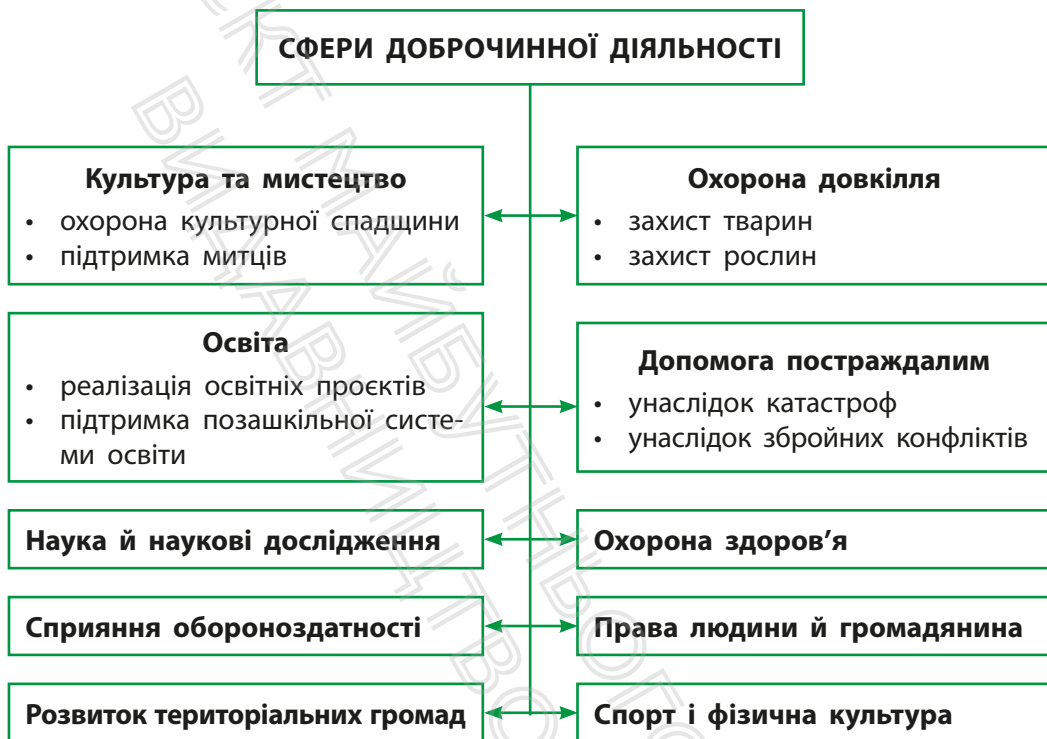 СФЕРИ ДОБРОЧИННОЇ ДІЯЛЬНОСТІ
Культура та мистецтво
• охорона культурної спадщини
• підтримка митців
Охорона довкілля
• захист тварин
• захист рослин
Освіта
• реалізація освітніх проєктів
• підтримка позашкільної систе-
ми освіти
Допомога постраждалим
• унаслідок катастроф
• унаслідок збройних конфліктів
Наука й наукові дослідження
Охорона здоров’я
Сприяння обороноздатності
Права людини й громадянина
Розвиток територіальних громад
Спорт і фізична культура
ВИДАВНИЦТВО